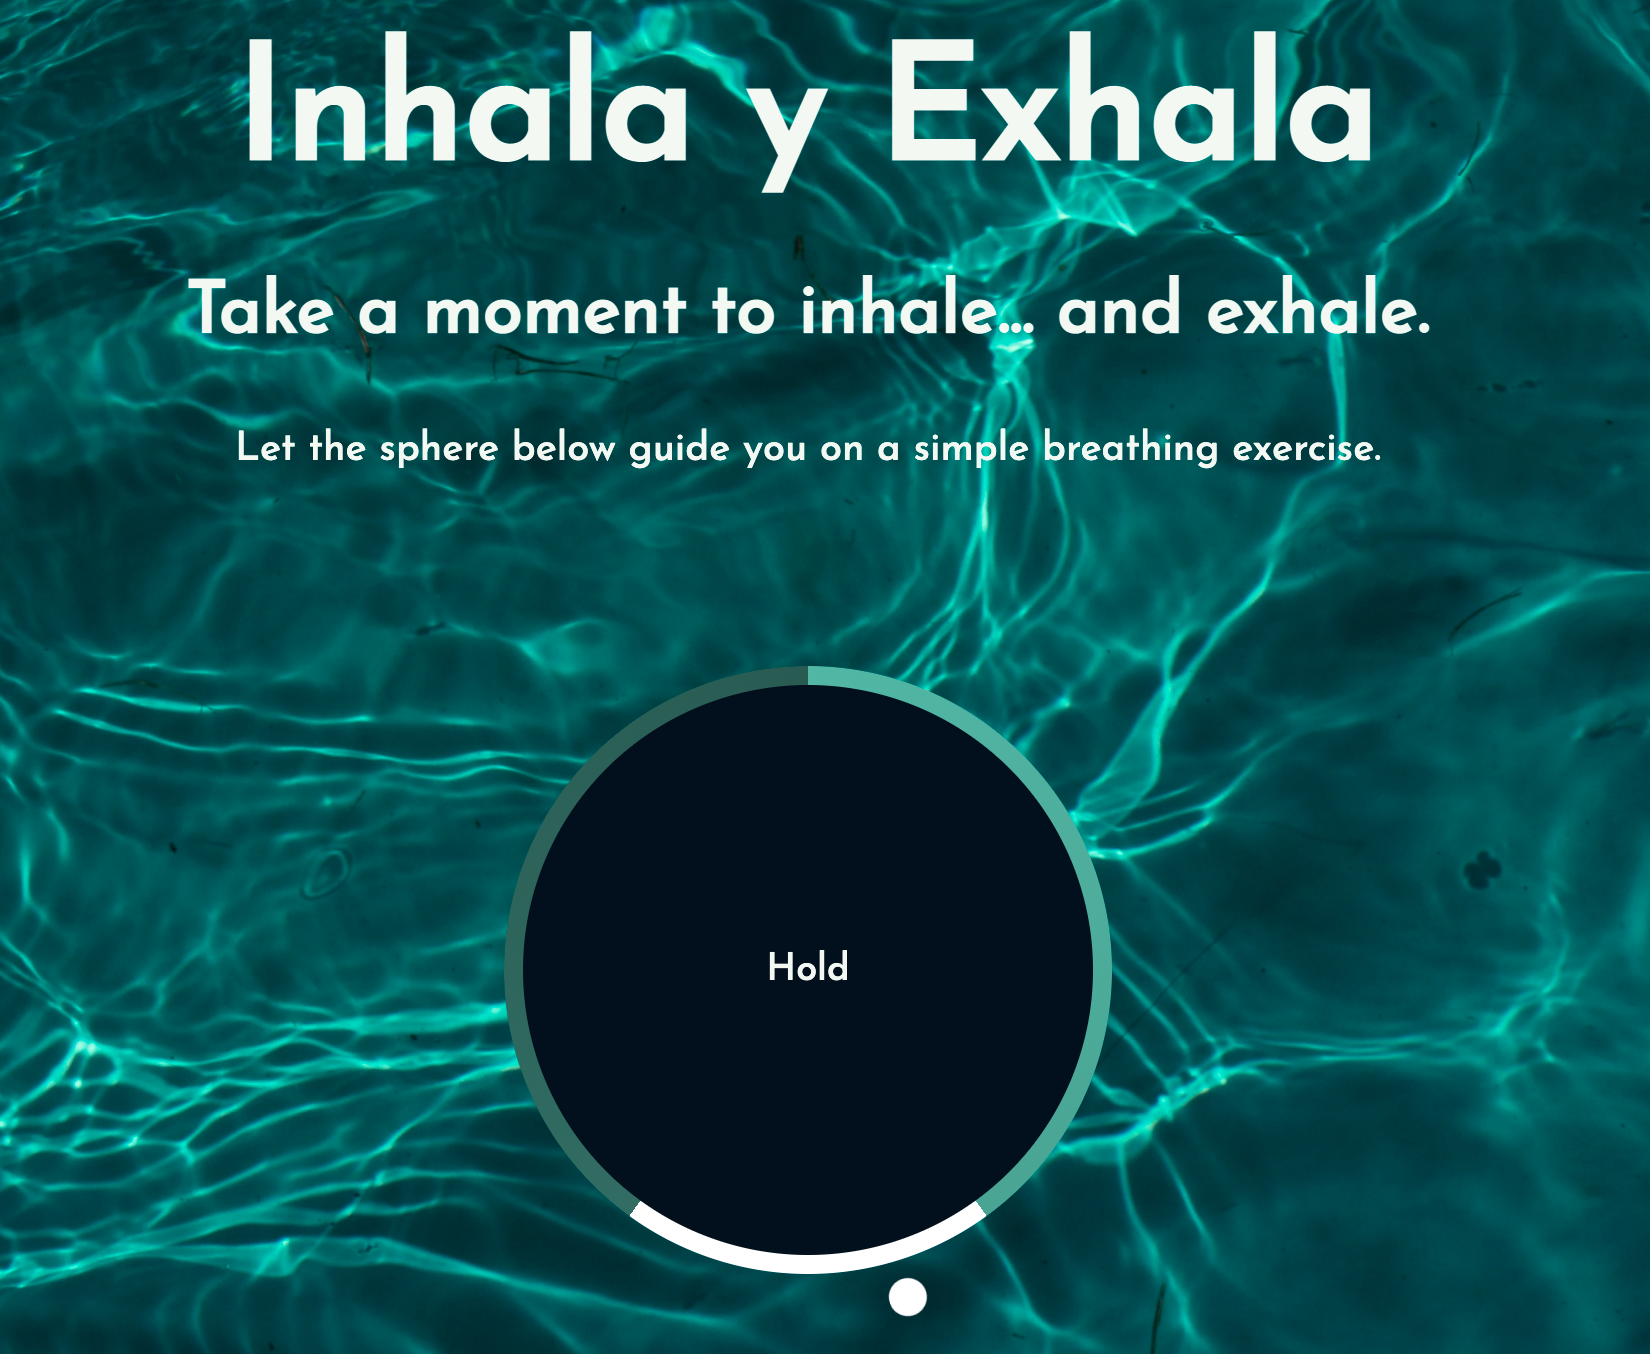 Inhala y Exhala
Take a moment to inhale... and exhale.
Let the sphere below guide you on a simple breathing exercise.
Hold